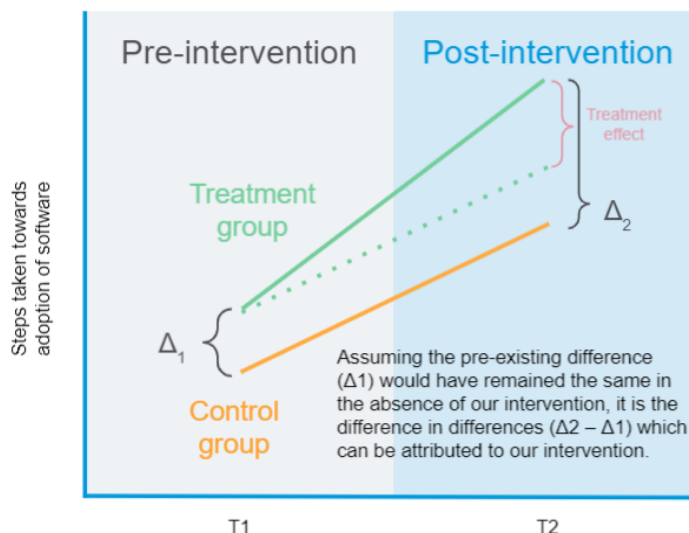 Pre-intervention
Post-intervention
Treatment
effect
Treatment
group
Δ2
Steps taken towards
adoption of software
Δ1
Assuming the pre-existing difference
(Δ1) would have remained the same in
the absence of our intervention, it is the
difference in differences (Δ2 – Δ1) which
can be attributed to our intervention.
Control
group
T1
T2